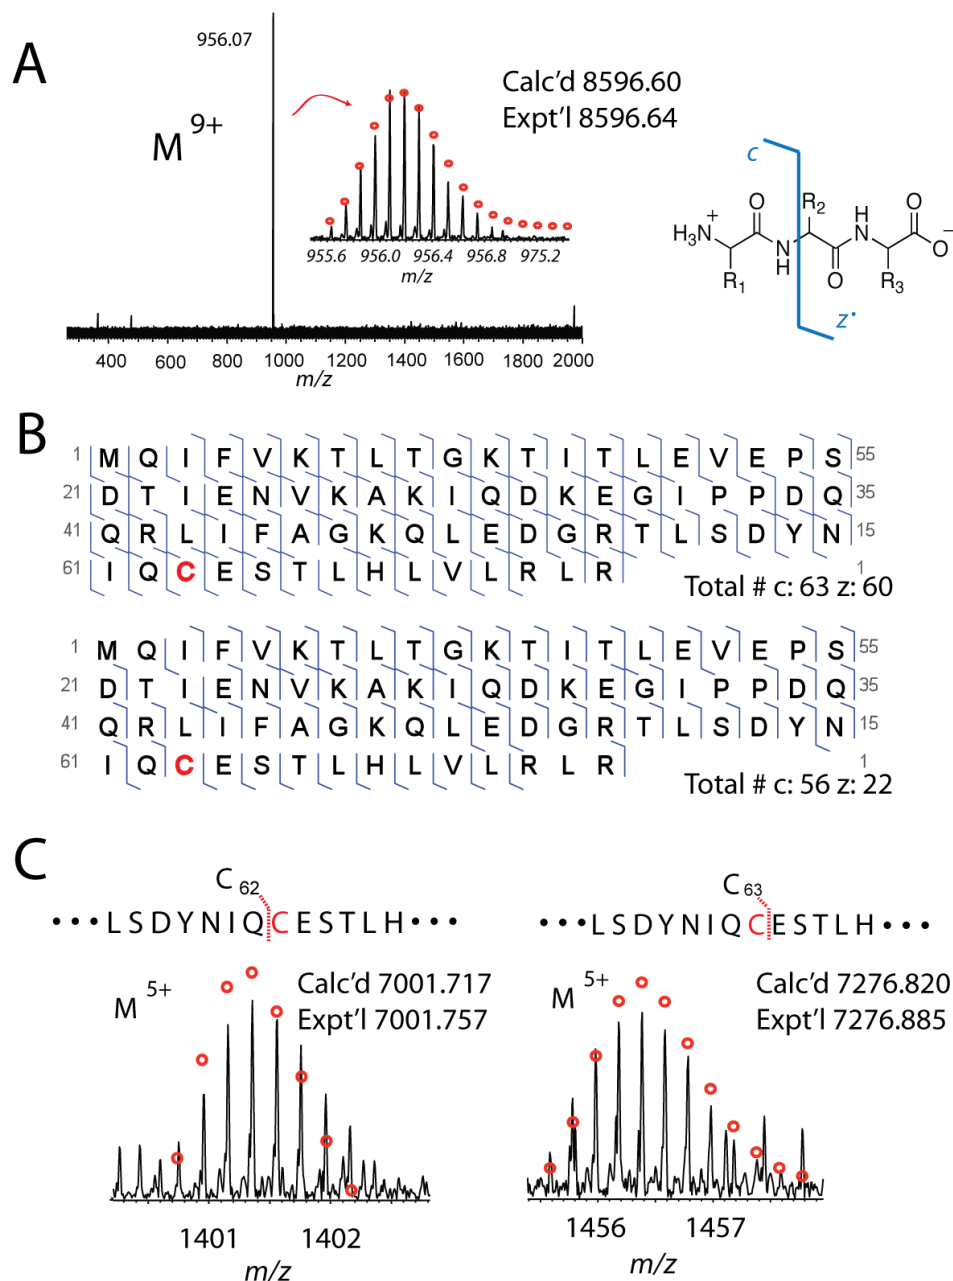 A
956.07
M 9+
Calc'd 8596.60
Expt'l 8596.64
955.6 956.0 956.4 956.8 975.2
m/z
400 600 800 1000 1200 1400 1600 1800 2000
m/z
c
H3N+ R1 O N H R2 O H N R3 O O−
z•
B
1 M Q I F V K T L T G K T I T L E V E P S 55
21 D T I E N V K A K I Q D K E G I P P D Q 35
41 Q R L I F A G K Q L E D G R T L S D Y N 15
61 I Q C E S T L H L V L R L R 1
Total # c: 63 z: 60
1 M Q I F V K T L T G K T I T L E V E P S 55
21 D T I E N V K A K I Q D K E G I P P D Q 35
41 Q R L I F A G K Q L E D G R T L S D Y N 15
61 I Q C E S T L H L V L R L R 1
Total # c: 56 z: 22
C
C 62
•••LSDYNIQCESTLH•••
M 5+
Calc'd 7001.717
Expt'l 7001.757
1401 1402
m/z
C 63
•••LSDYNIQCESTLH•••
M 5+
Calc'd 7276.820
Expt'l 7276.885
1456 1457
m/z